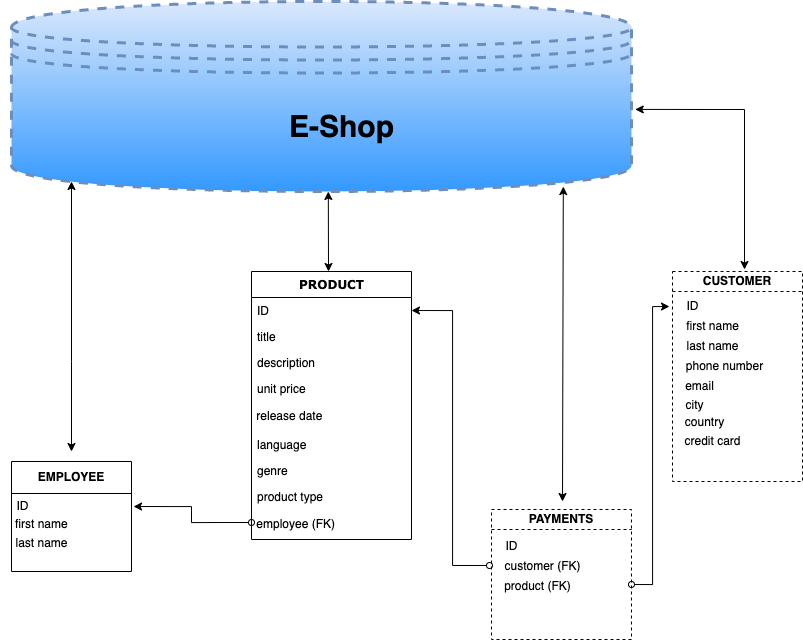 E-Shop
PRODUCT
ID
title
description
unit price
release date
language
genre
product type
employee (FK)
CUSTOMER
ID
first name
last name
phone number
email
city
country
credit card
EMPLOYEE
ID
first name
last name
PAYMENTS
ID
customer (FK)
product (FK)